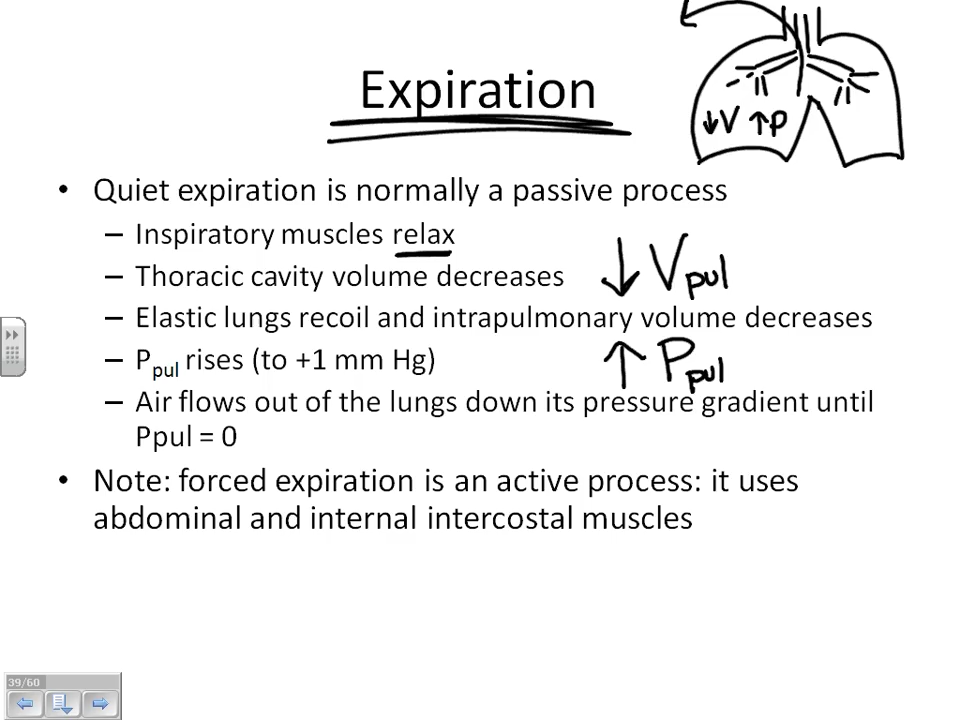 Expiration
↓V ↑P
• Quiet expiration is normally a passive process
– Inspiratory muscles relax
– Thoracic cavity volume decreases
↓ Vpul
– Elastic lungs recoil and intrapulmonary volume decreases
– Ppul rises (to +1 mm Hg)
↑ Ppul
– Air flows out of the lungs down its pressure gradient until
Ppul = 0
• Note: forced expiration is an active process: it uses
abdominal and internal intercostal muscles
39/60